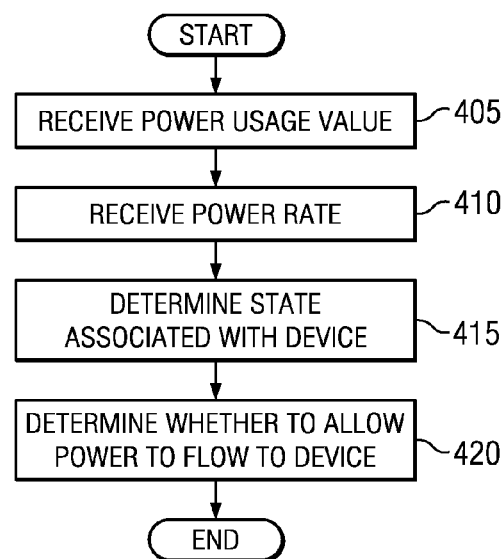 START
RECEIVE POWER USAGE VALUE
405
RECEIVE POWER RATE
410
DETERMINE STATE
ASSOCIATED WITH DEVICE
415
DETERMINE WHETHER TO ALLOW
POWER TO FLOW TO DEVICE
420
END